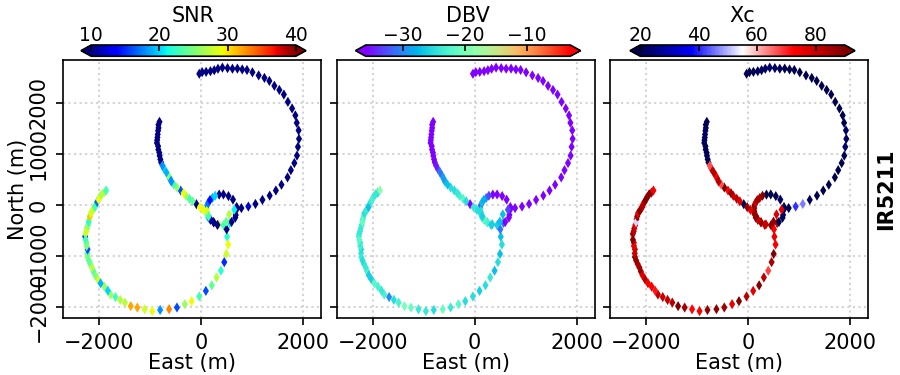 SNR DBV Xc
10 20 30 40 −30 −20 −10 20 40 60 80
North (m)
2000
1000
0
−1000
−2000
IR5211
−2000 0 2000 −2000 0 2000 −2000 0 2000
East (m) East (m) East (m)